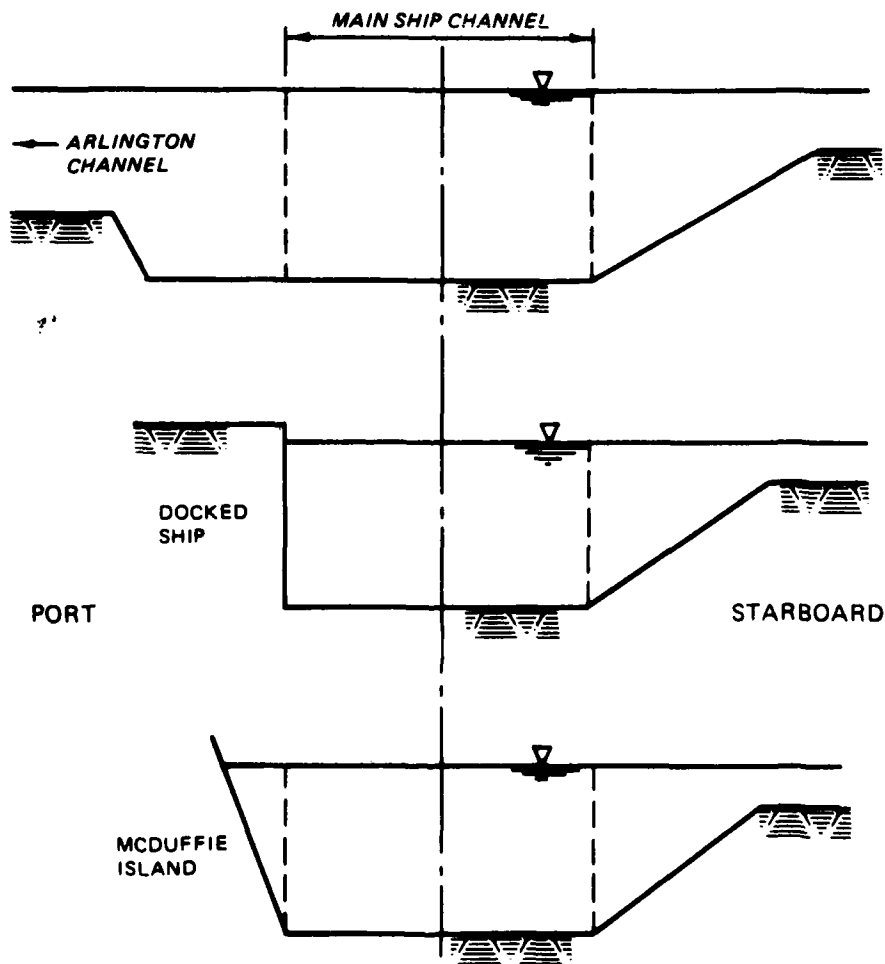 MAIN SHIP CHANNEL
ARLINGTON
CHANNEL
DOCKED
SHIP
PORT
STARBOARD
MCDUFFIE
ISLAND